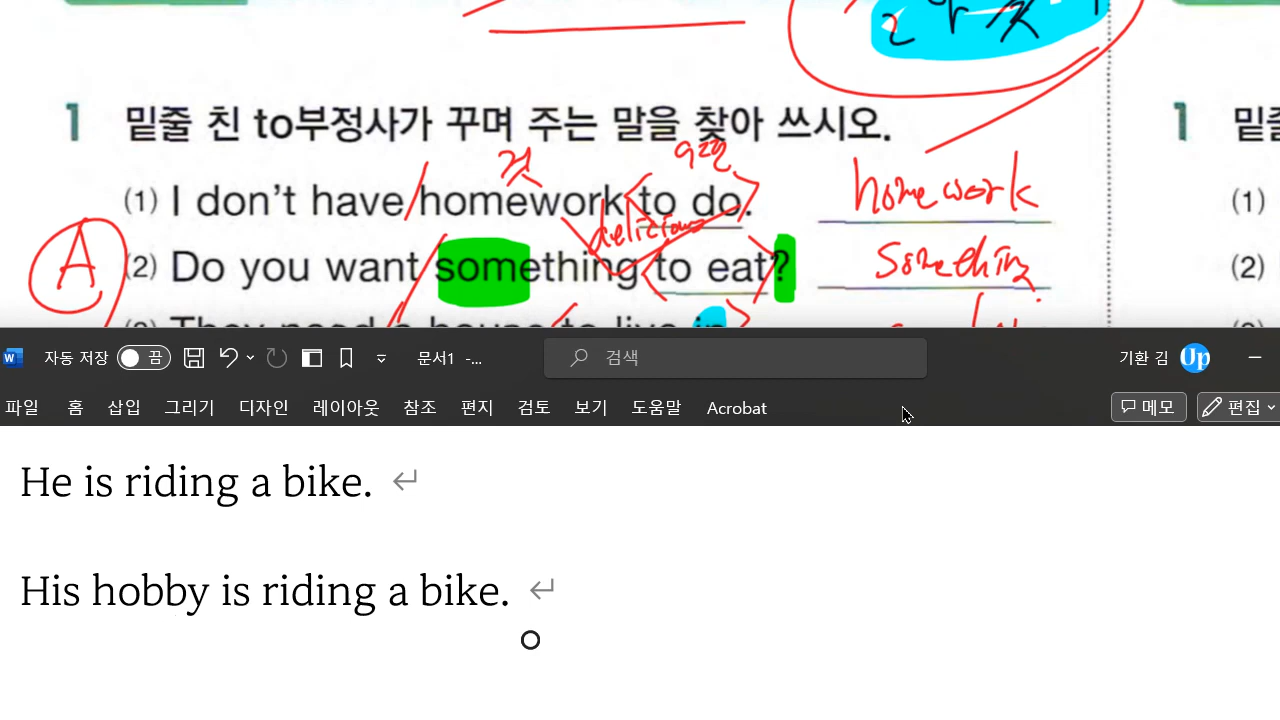 1 밑줄 친 to부정사가 꾸며 주는 말을 찾아 쓰시오. 1
것
(1) I don't have homework to do. homework (1)
delicious
A (2) Do you want something to eat? something (2)
자동 저장 끔 문서1 -... 검색 기환 김 Up
파일 홈 삽입 그리기 디자인 레이아웃 참조 편지 검토 보기 도움말 Acrobat 메모 편집
He is riding a bike.
His hobby is riding a bike.